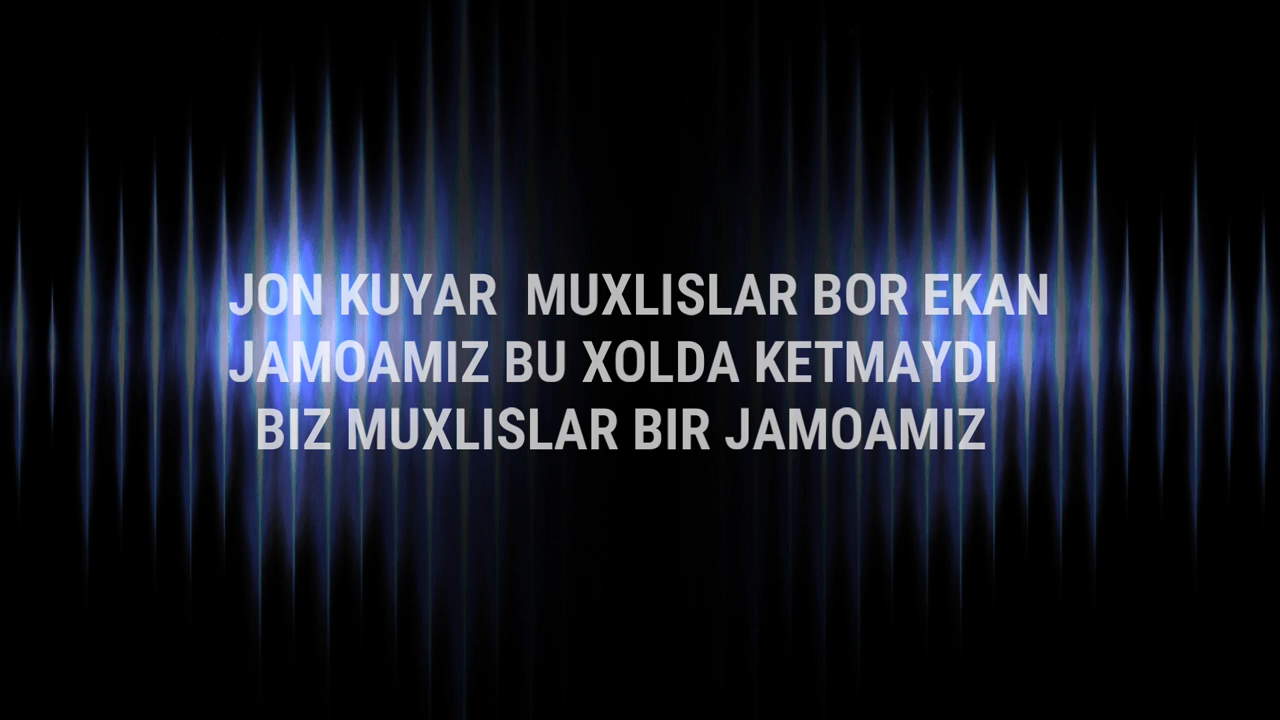 JON KUYAR  MUXLISLAR BOR EKAN
JAMOAMIZ BU XOLDA KETMAYDI
BIZ MUXLISLAR BIR JAMOAMIZ